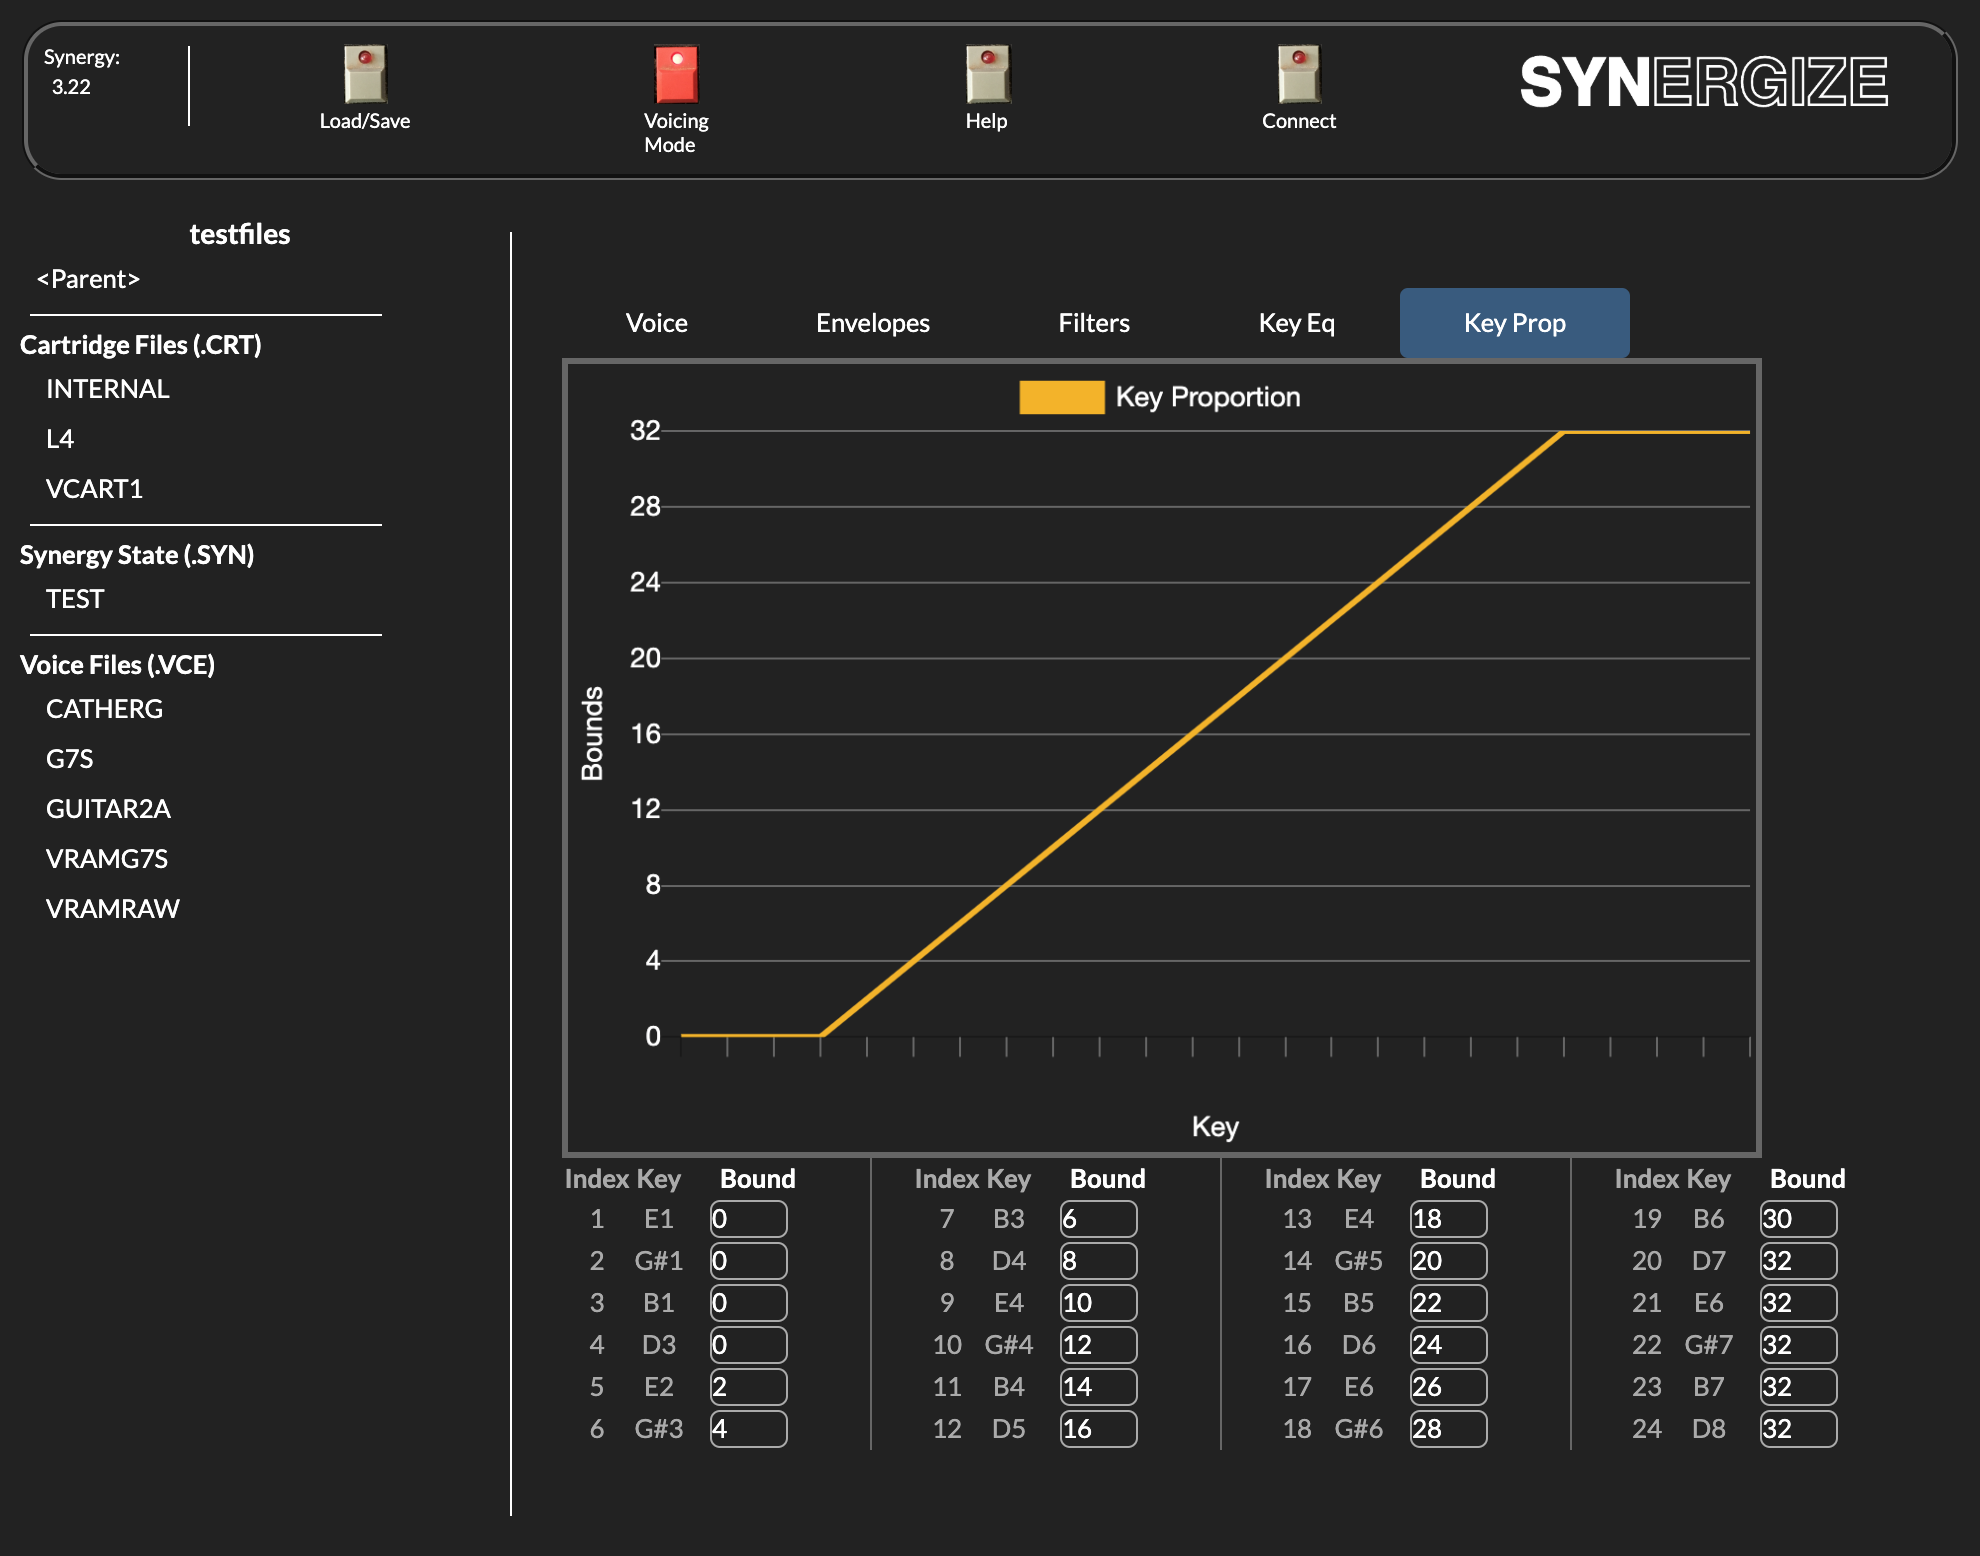 Synergy:
3.22
Load/Save
Voicing
Mode
Help
Connect
SYNERGIZE
testfiles
<Parent>
Cartridge Files (.CRT)
INTERNAL
L4
VCART1
Synergy State (.SYN)
TEST
Voice Files (.VCE)
CATHERG
G7S
GUITAR2A
VRAMG7S
VRAMRAW
Voice Envelopes Filters Key Eq Key Prop
Key Proportion
32
28
24
20
16
12
8
4
0
Bounds
Key
Index Key Bound Index Key Bound Index Key Bound Index Key Bound
1 E1 0 7 B3 6 13 E4 18 19 B6 30
2 G#1 0 8 D4 8 14 G#5 20 20 D7 32
3 B1 0 9 E4 10 15 B5 22 21 E6 32
4 D3 0 10 G#4 12 16 D6 24 22 G#7 32
5 E2 2 11 B4 14 17 E6 26 23 B7 32
6 G#3 4 12 D5 16 18 G#6 28 24 D8 32